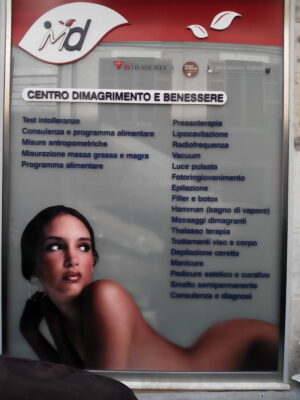 Md
CENTRO DIMAGRIMENTO E BENESSERE
Test intolleranze
Consulenza e programma alimentare
Misure antropometriche
Misurazione massa grassa e magra
Programma alimentare
Pressoterapia
Lipocavitazione
Radiofrequenza
Vacuum
Luce pulsata
Fotoringiovanimento
Epilazione
Filler e botox
Hamman (bagno di vapore)
Massaggi dimagranti
Thalasso terapia
Trattamenti viso e corpo
Depilazione ceretta
Manicure
Pedicure estetico e curativo
Smalto semipermanente
Consulenza e diagnosi